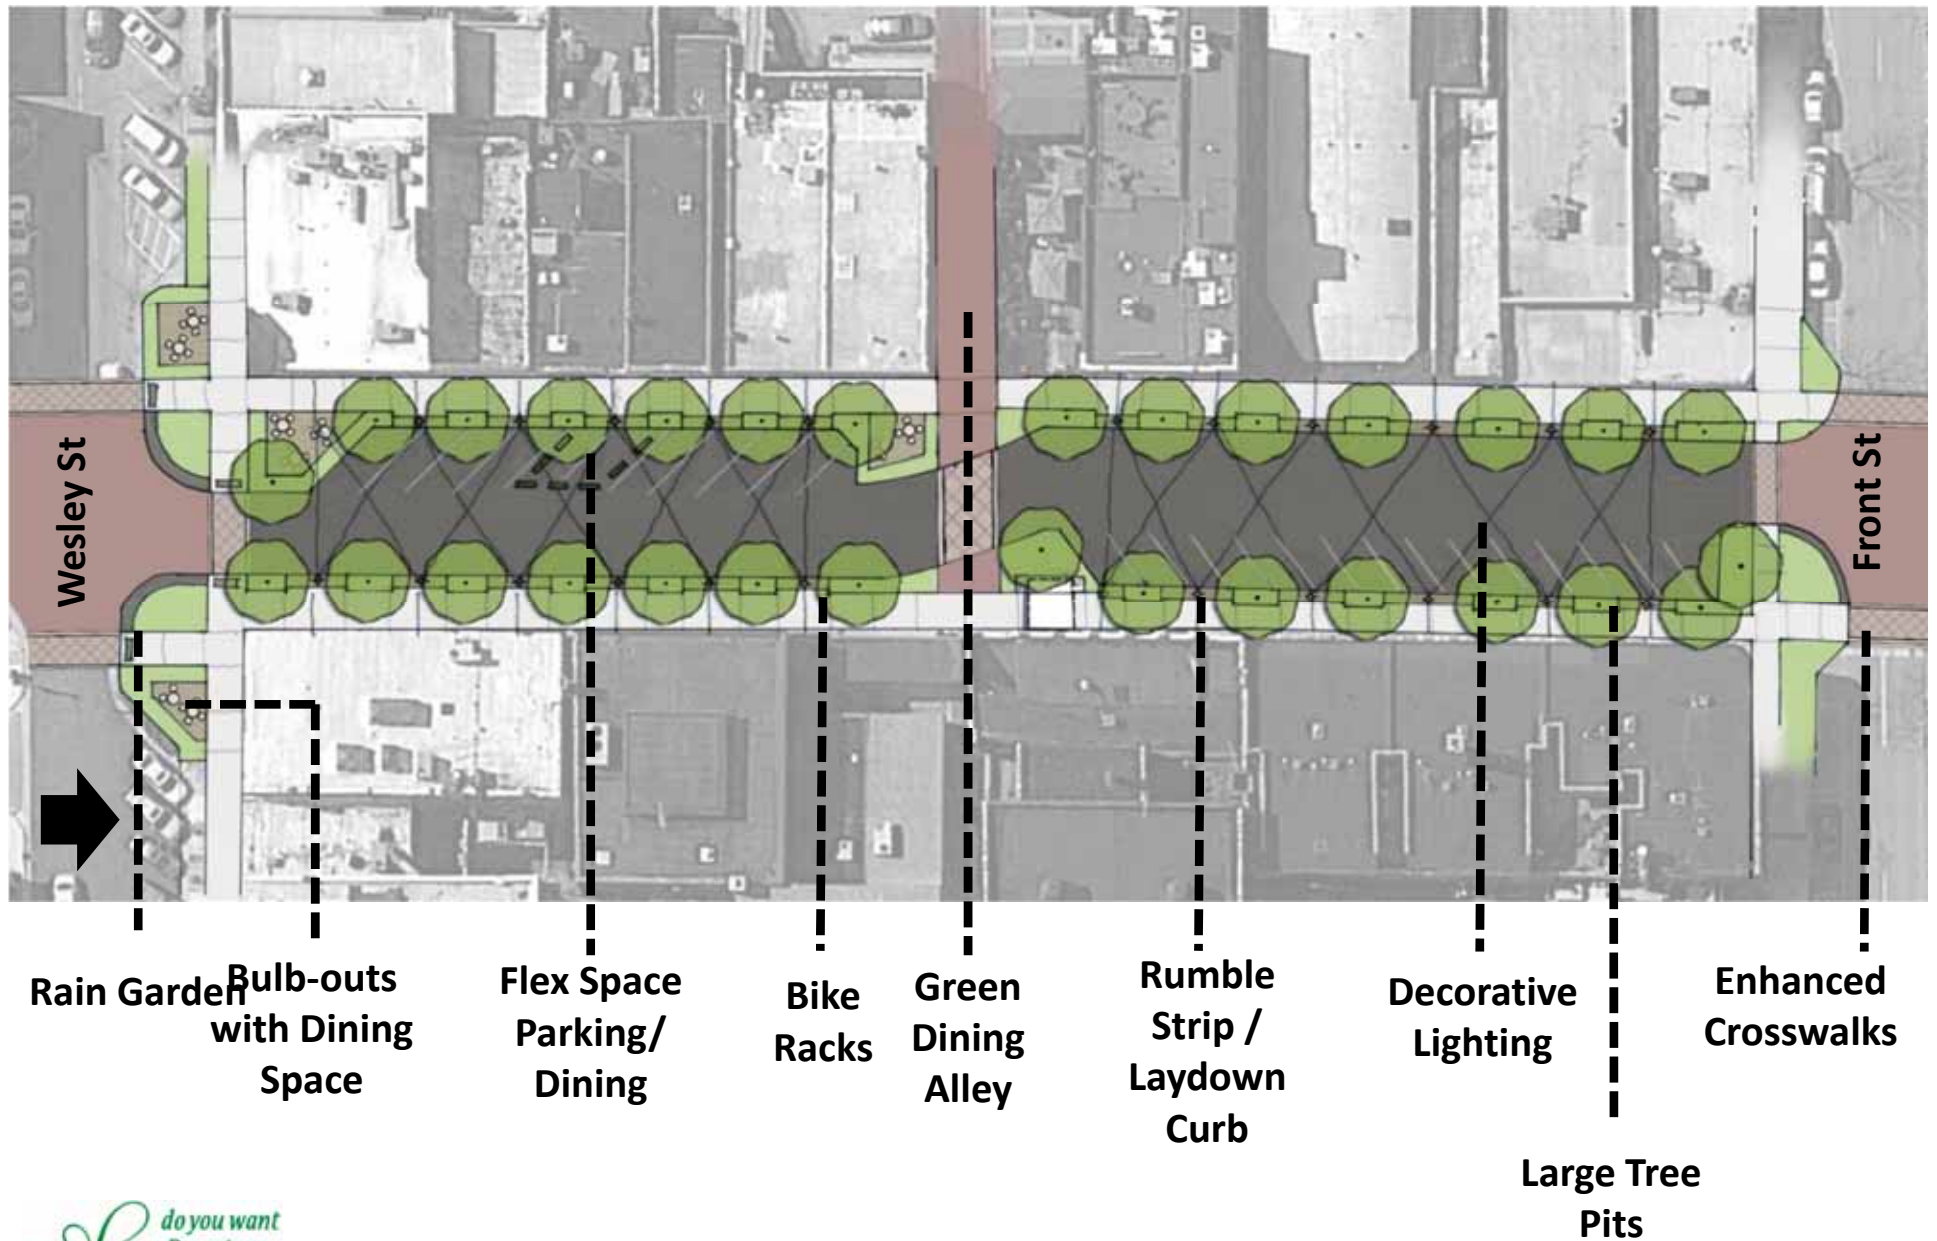 Wesley St
Front St
Rain Garden
Bulb-outs
with Dining
Space
Flex Space
Parking/
Dining
Bike
Racks
Green
Dining
Alley
Rumble
Strip /
Laydown
Curb
Decorative
Lighting
Enhanced
Crosswalks
Large Tree
Pits
do you want